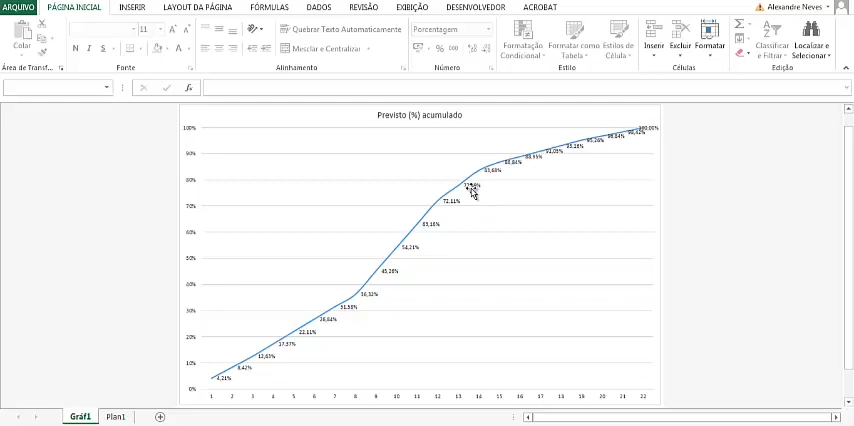 ARQUIVO PÁGINA INICIAL INSERIR LAYOUT DA PÁGINA FÓRMULAS DADOS REVISÃO EXIBIÇÃO DESENVOLVEDOR ACROBAT Alexandre Neves
Colar
11
N I S
Quebrar Texto Automaticamente
Mesclar e Centralizar
Porcentagem
% 000
Formatação Condicional
Formatar como Tabela
Estilos de Célula
Inserir Excluir Formatar
Classificar e Filtrar
Localizar e Selecionar
Área de Transf... Fonte Alinhamento Número Estilo Células Edição
fx
Previsto (%) acumulado
100%
90%
80%
70%
60%
50%
40%
30%
20%
10%
0%
100,00%
98,42%
96,84%
95,26%
93,16%
91,05%
88,95%
86,84%
83,68%
72,11%
63,16%
54,21%
45,26%
36,32%
31,58%
26,84%
22,11%
17,37%
12,63%
8,42%
4,21%
1 2 3 4 5 6 7 8 9 10 11 12 13 14 15 16 17 18 19 20 21 22
Gráf1 Plan1